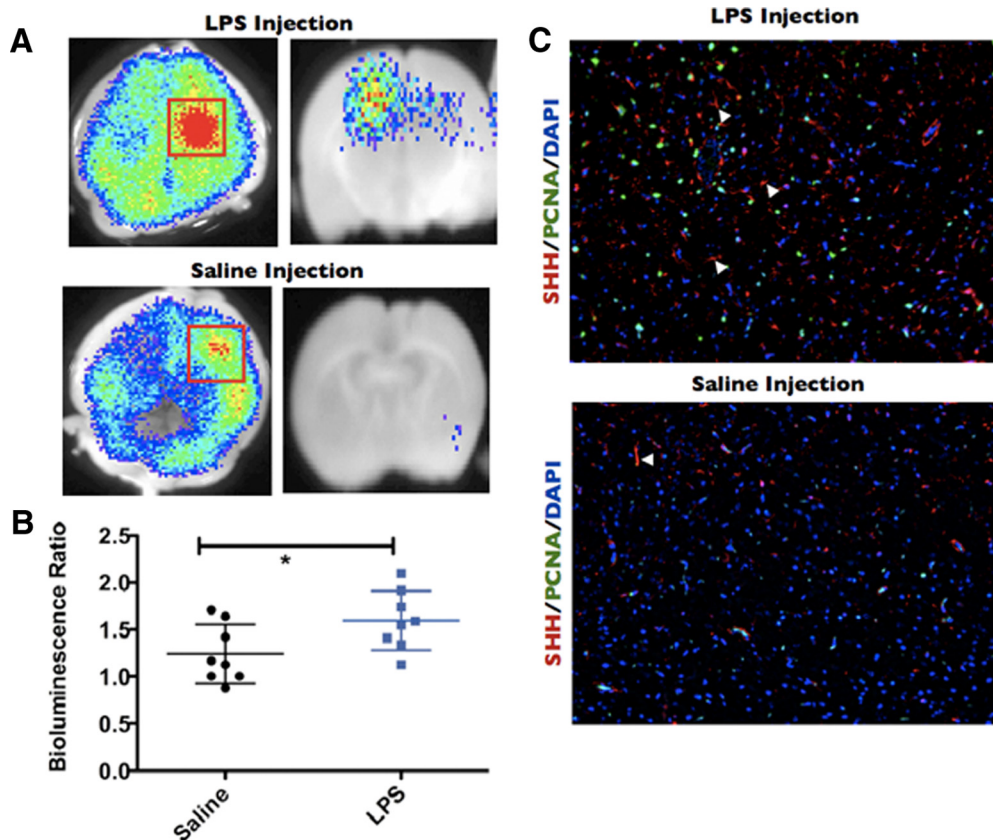 A
LPS Injection
Saline Injection
B
Bioluminescence Ratio
2.5
2.0
1.5
1.0
0.5
0.0
*
Saline
LPS
C
LPS Injection
SHH/PCNA/DAPI
Saline Injection
SHH/PCNA/DAPI